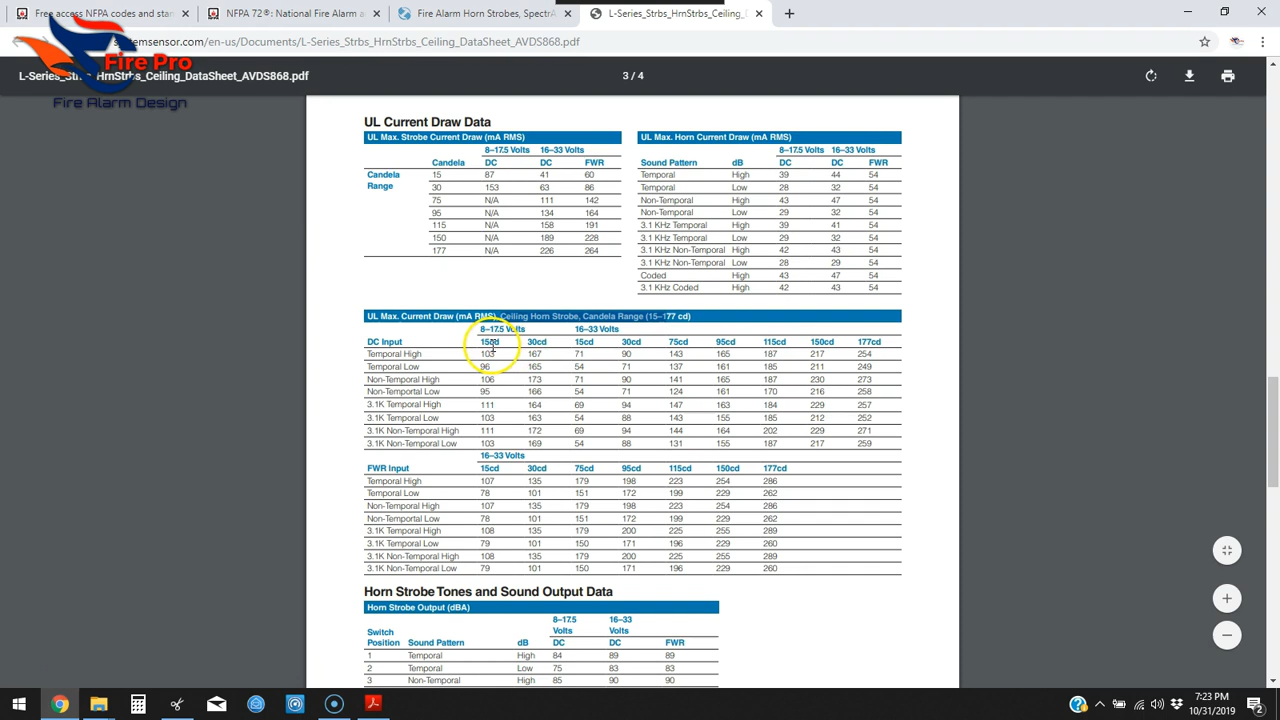 Free access NFPA codes and stan
NFPA 72®: National Fire Alarm a
Fire Alarm Horn Strobes, SpectrA
L-Series_Strbs_HrnStrbs_Ceiling_
systemsensor.com/en-us/Documents/L-Series_Strbs_HrnStrbs_Ceiling_DataSheet_AVDS868.pdf
Fire Pro
Fire Alarm Design
L-Series_Strbs_HrnStrbs_Ceiling_DataSheet_AVDS868.pdf
3 / 4
UL Current Draw Data
UL Max. Strobe Current Draw (mA RMS)
8–17.5 Volts 16–33 Volts
Candela DC DC FWR
Candela Range
15 87 41 60
30 153 63 86
75 N/A 111 142
95 N/A 134 164
115 N/A 158 191
150 N/A 189 228
177 N/A 226 264
UL Max. Horn Current Draw (mA RMS)
8–17.5 Volts 16–33 Volts
Sound Pattern dB DC DC FWR
Temporal High 39 44 54
Temporal Low 28 32 54
Non-Temporal High 43 47 54
Non-Temporal Low 29 32 54
3.1 KHz Temporal High 39 41 54
3.1 KHz Temporal Low 29 32 54
3.1 KHz Non-Temporal High 42 43 54
3.1 KHz Non-Temporal Low 28 29 54
Coded High 43 47 54
3.1 KHz Coded High 42 43 54
UL Max. Current Draw (mA RMS), Ceiling Horn Strobe, Candela Range (15–177 cd)
8–17.5 Volts 16–33 Volts
DC Input 15cd 30cd 15cd 30cd 75cd 95cd 115cd 150cd 177cd
Temporal High 103 167 71 90 143 165 187 217 254
Temporal Low 96 165 54 71 137 161 185 211 249
Non-Temporal High 106 173 71 90 141 165 187 230 273
Non-Temportal Low 95 166 54 71 124 161 170 216 258
3.1K Temporal High 111 164 69 94 147 163 184 229 257
3.1K Temporal Low 103 163 54 88 143 155 185 212 252
3.1K Non-Temporal High 111 172 69 94 144 164 202 229 271
3.1K Non-Temporal Low 103 169 54 88 131 155 187 217 259
16–33 Volts
FWR Input 15cd 30cd 75cd 95cd 115cd 150cd 177cd
Temporal High 107 135 179 198 223 254 286
Temporal Low 78 101 151 172 199 229 262
Non-Temporal High 107 135 179 198 223 254 286
Non-Temportal Low 78 101 151 172 199 229 262
3.1K Temporal High 108 135 179 200 225 255 289
3.1K Temporal Low 79 101 150 171 196 229 260
3.1K Non-Temporal High 108 135 179 200 225 255 289
3.1K Non-Temporal Low 79 101 150 171 196 229 260
Horn Strobe Tones and Sound Output Data
Horn Strobe Output (dBA)
8–17.5 Volts 16–33 Volts
Switch Position Sound Pattern dB DC DC FWR
1 Temporal High 84 89 89
2 Temporal Low 75 83 83
3 Non-Temporal High 85 90 90
7:23 PM
10/31/2019